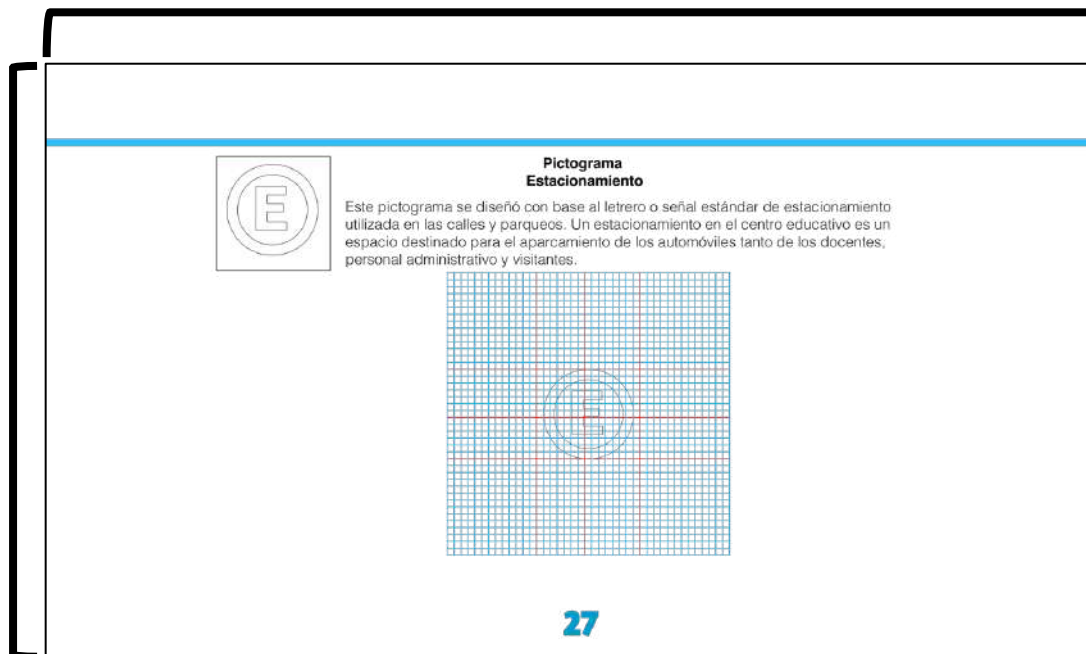 E
Pictograma
Estacionamiento
Este pictograma se diseñó con base al letrero o señal estándar de estacionamiento
utilizada en las calles y parqueos. Un estacionamiento en el centro educativo es un
espacio destinado para el aparcamiento de los automóviles tanto de los docentes,
personal administrativo y visitantes.
E
27